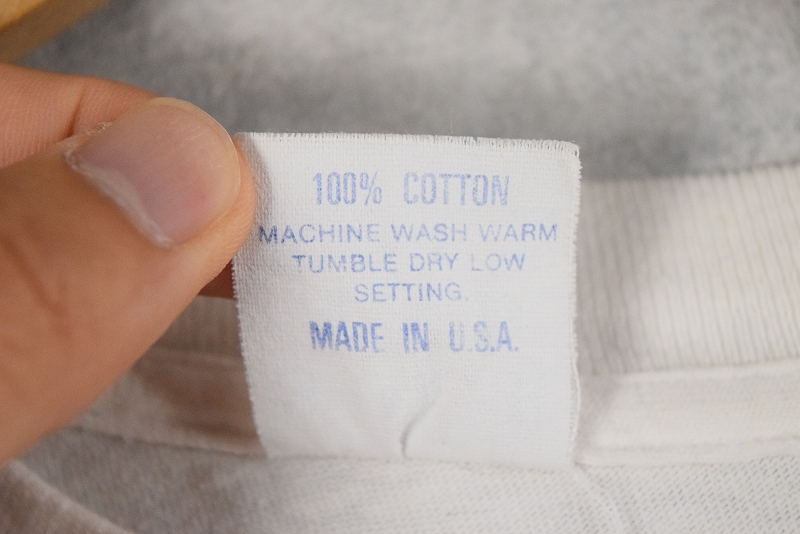 100% COTTON
MACHINE WASH WARM
TUMBLE DRY LOW
SETTING.
MADE IN U.S.A.